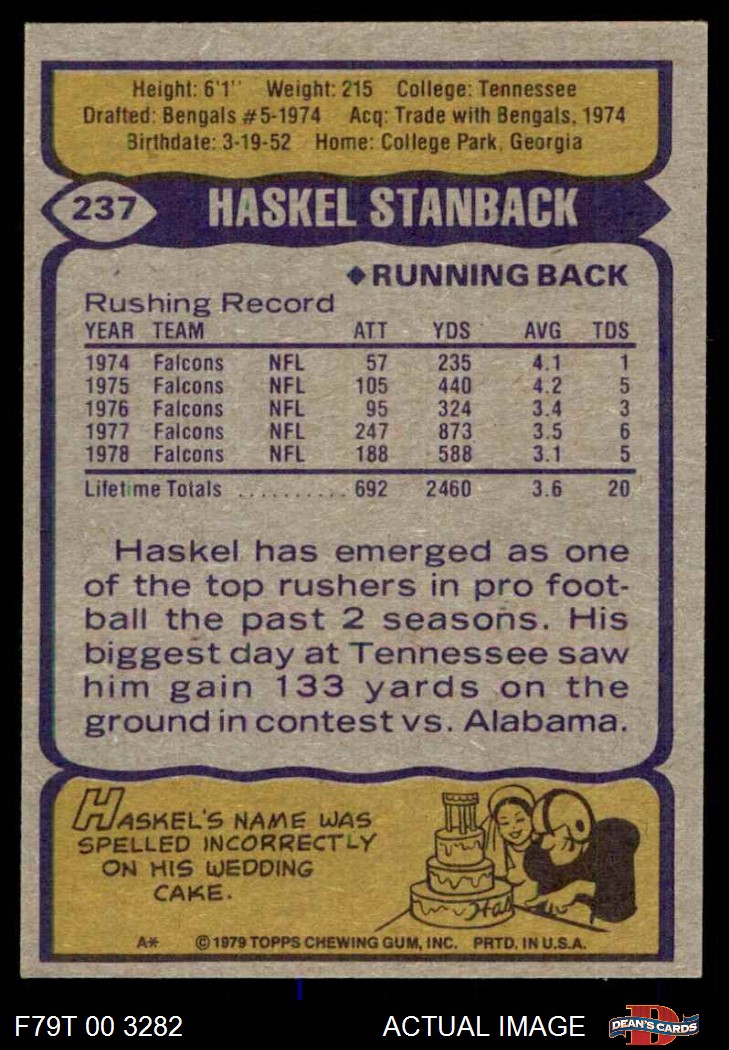 Height: 6'1'' Weight: 215 College: Tennessee
Drafted: Bengals #5-1974 Acq: Trade with Bengals, 1974
Birthdate: 3-19-52 Home: College Park, Georgia
237 HASKEL STANBACK
◆RUNNING BACK
Rushing Record
YEAR TEAM ATT YDS AVG TDS
1974 Falcons NFL 57 235 4.1 1
1975 Falcons NFL 105 440 4.2 5
1976 Falcons NFL 95 324 3.4 3
1977 Falcons NFL 247 873 3.5 6
1978 Falcons NFL 188 588 3.1 5
Lifetime Totals .......... 692 2460 3.6 20
Haskel has emerged as one
of the top rushers in pro foot-
ball the past 2 seasons. His
biggest day at Tennessee saw
him gain 133 yards on the
ground in contest vs. Alabama.
HASKEL'S NAME WAS
SPELLED INCORRECTLY
ON HIS WEDDING
CAKE.
Hal
A* ©1979 TOPPS CHEWING GUM, INC. PRTD. IN U.S.A.
F79T 00 3282 ACTUAL IMAGE DEAN'S CARDS